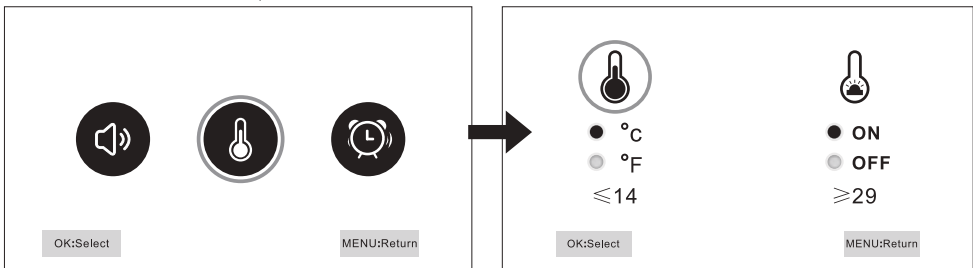 OK:Select
MENU:Return
°C
°F
≤14
ON
OFF
≥29
OK:Select
MENU:Return